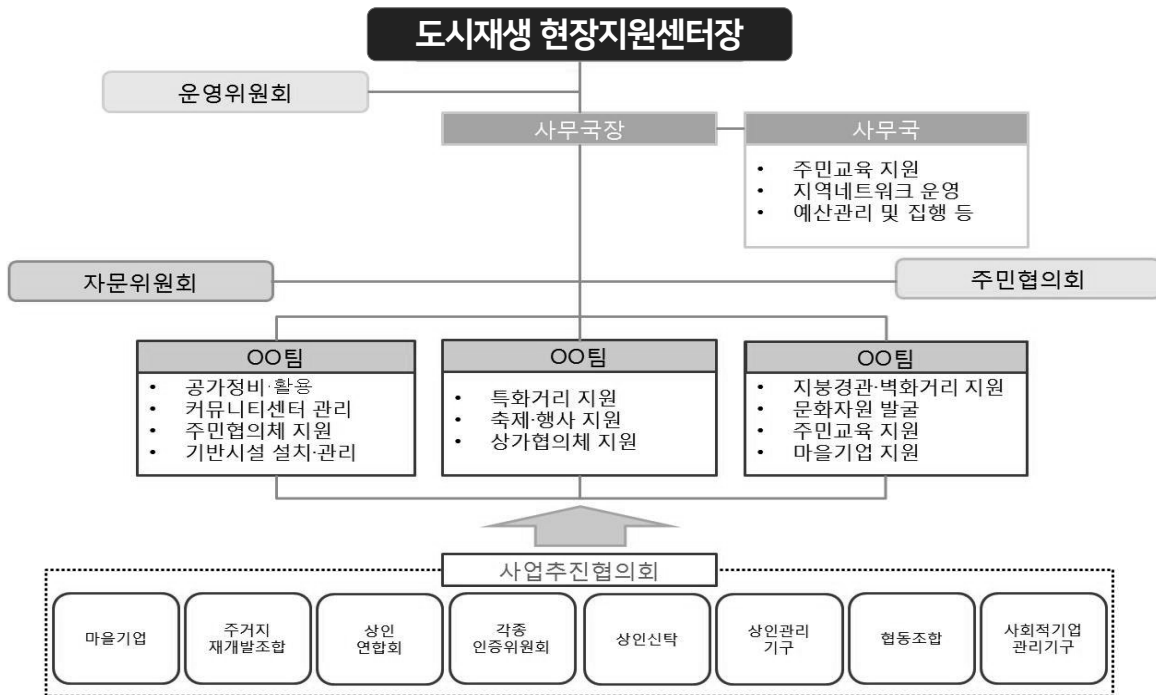 도시재생 현장지원센터장
운영위원회
사무국장
사무국
• 주민교육 지원
• 지역네트워크 운영
• 예산관리 및 집행 등
자문위원회
주민협의회
OO팀
• 공가정비·활용
• 커뮤니티센터 관리
• 주민협의체 지원
• 기반시설 설치·관리
OO팀
• 특화거리 지원
• 축제·행사 지원
• 상가협의체 지원
OO팀
• 지붕경관·벽화거리 지원
• 문화자원 발굴
• 주민교육 지원
• 마을기업 지원
사업추진협의회
마을기업
주거지
재개발조합
상인
연합회
각종
인증위원회
상인신탁
상인관리
기구
협동조합
사회적기업
관리기구